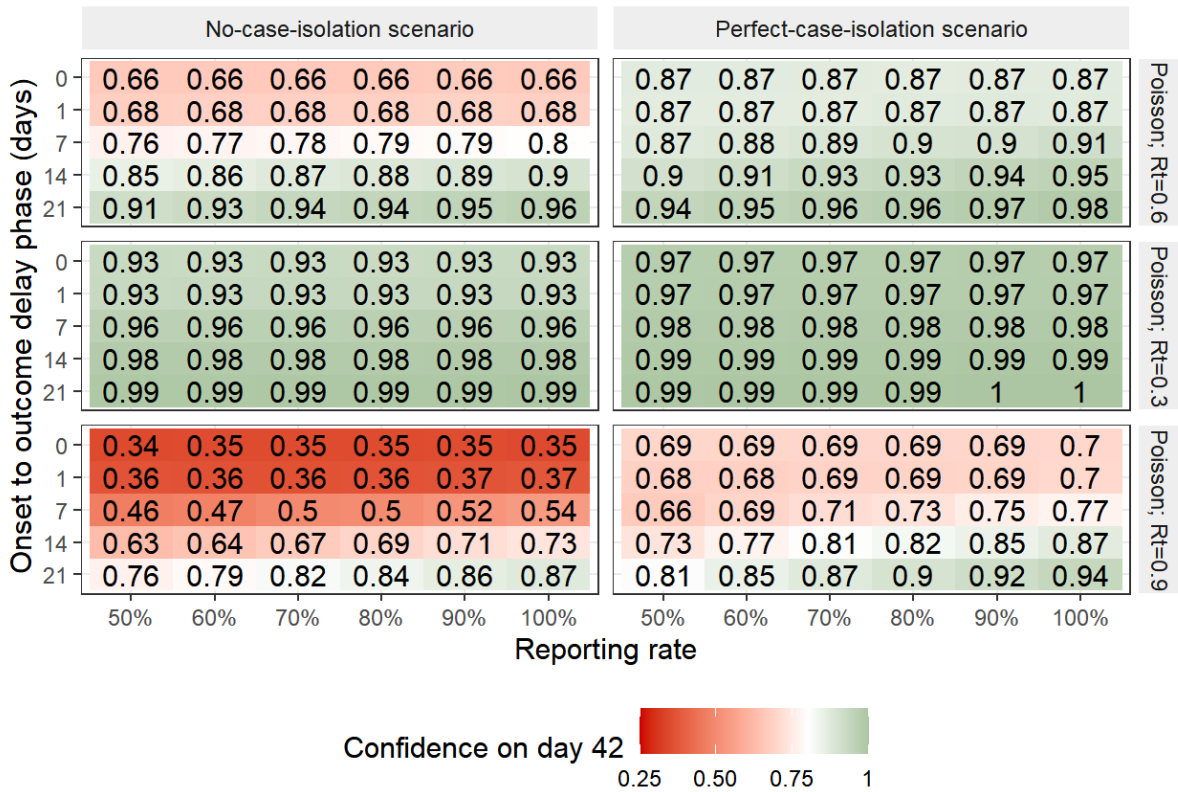 No-case-isolation scenario Perfect-case-isolation scenario
Onset to outcome delay phase (days)
0 0.66 0.66 0.66 0.66 0.66 0.66 0.87 0.87 0.87 0.87 0.87 0.87
1 0.68 0.68 0.68 0.68 0.68 0.68 0.87 0.87 0.87 0.87 0.87 0.87
7 0.76 0.77 0.78 0.79 0.79 0.8 0.87 0.88 0.89 0.9 0.9 0.91
14 0.85 0.86 0.87 0.88 0.89 0.9 0.9 0.91 0.93 0.93 0.94 0.95
21 0.91 0.93 0.94 0.94 0.95 0.96 0.94 0.95 0.96 0.96 0.97 0.98
Poisson; Rt=0.6
0 0.93 0.93 0.93 0.93 0.93 0.93 0.97 0.97 0.97 0.97 0.97 0.97
1 0.93 0.93 0.93 0.93 0.93 0.93 0.97 0.97 0.97 0.97 0.97 0.97
7 0.96 0.96 0.96 0.96 0.96 0.96 0.98 0.98 0.98 0.98 0.98 0.98
14 0.98 0.98 0.98 0.98 0.98 0.98 0.99 0.99 0.99 0.99 0.99 0.99
21 0.99 0.99 0.99 0.99 0.99 0.99 0.99 0.99 0.99 0.99 1 1
Poisson; Rt=0.3
0 0.34 0.35 0.35 0.35 0.35 0.35 0.69 0.69 0.69 0.69 0.69 0.7
1 0.36 0.36 0.36 0.36 0.37 0.37 0.68 0.68 0.69 0.69 0.69 0.7
7 0.46 0.47 0.5 0.5 0.52 0.54 0.66 0.69 0.71 0.73 0.75 0.77
14 0.63 0.64 0.67 0.69 0.71 0.73 0.73 0.77 0.81 0.82 0.85 0.87
21 0.76 0.79 0.82 0.84 0.86 0.87 0.81 0.85 0.87 0.9 0.92 0.94
Poisson; Rt=0.9
50% 60% 70% 80% 90% 100% 50% 60% 70% 80% 90% 100%
Reporting rate
Confidence on day 42
0.25 0.50 0.75 1